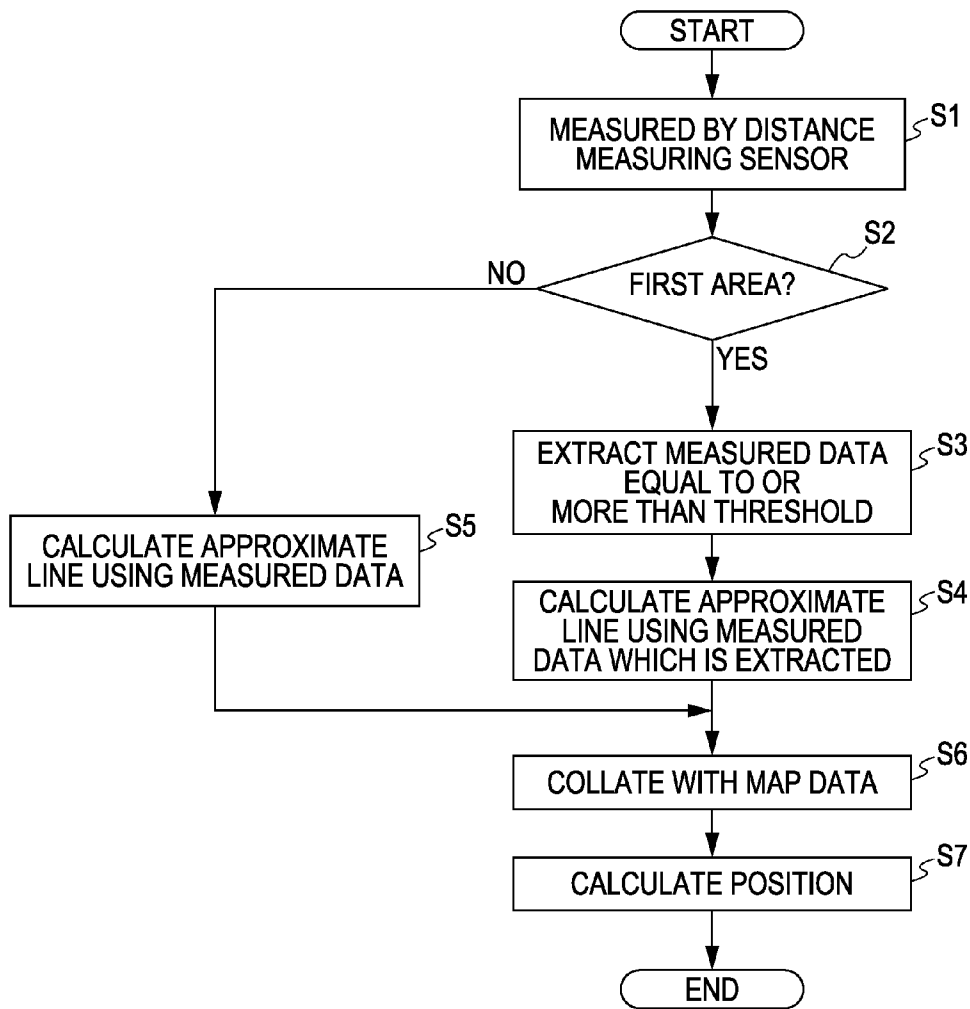 START
MEASURED BY DISTANCE
MEASURING SENSOR
S1
FIRST AREA?
S2
NO
YES
EXTRACT MEASURED DATA
EQUAL TO OR
MORE THAN THRESHOLD
S3
CALCULATE APPROXIMATE
LINE USING MEASURED DATA
S5
CALCULATE APPROXIMATE
LINE USING MEASURED
DATA WHICH IS EXTRACTED
S4
COLLATE WITH MAP DATA
S6
CALCULATE POSITION
S7
END